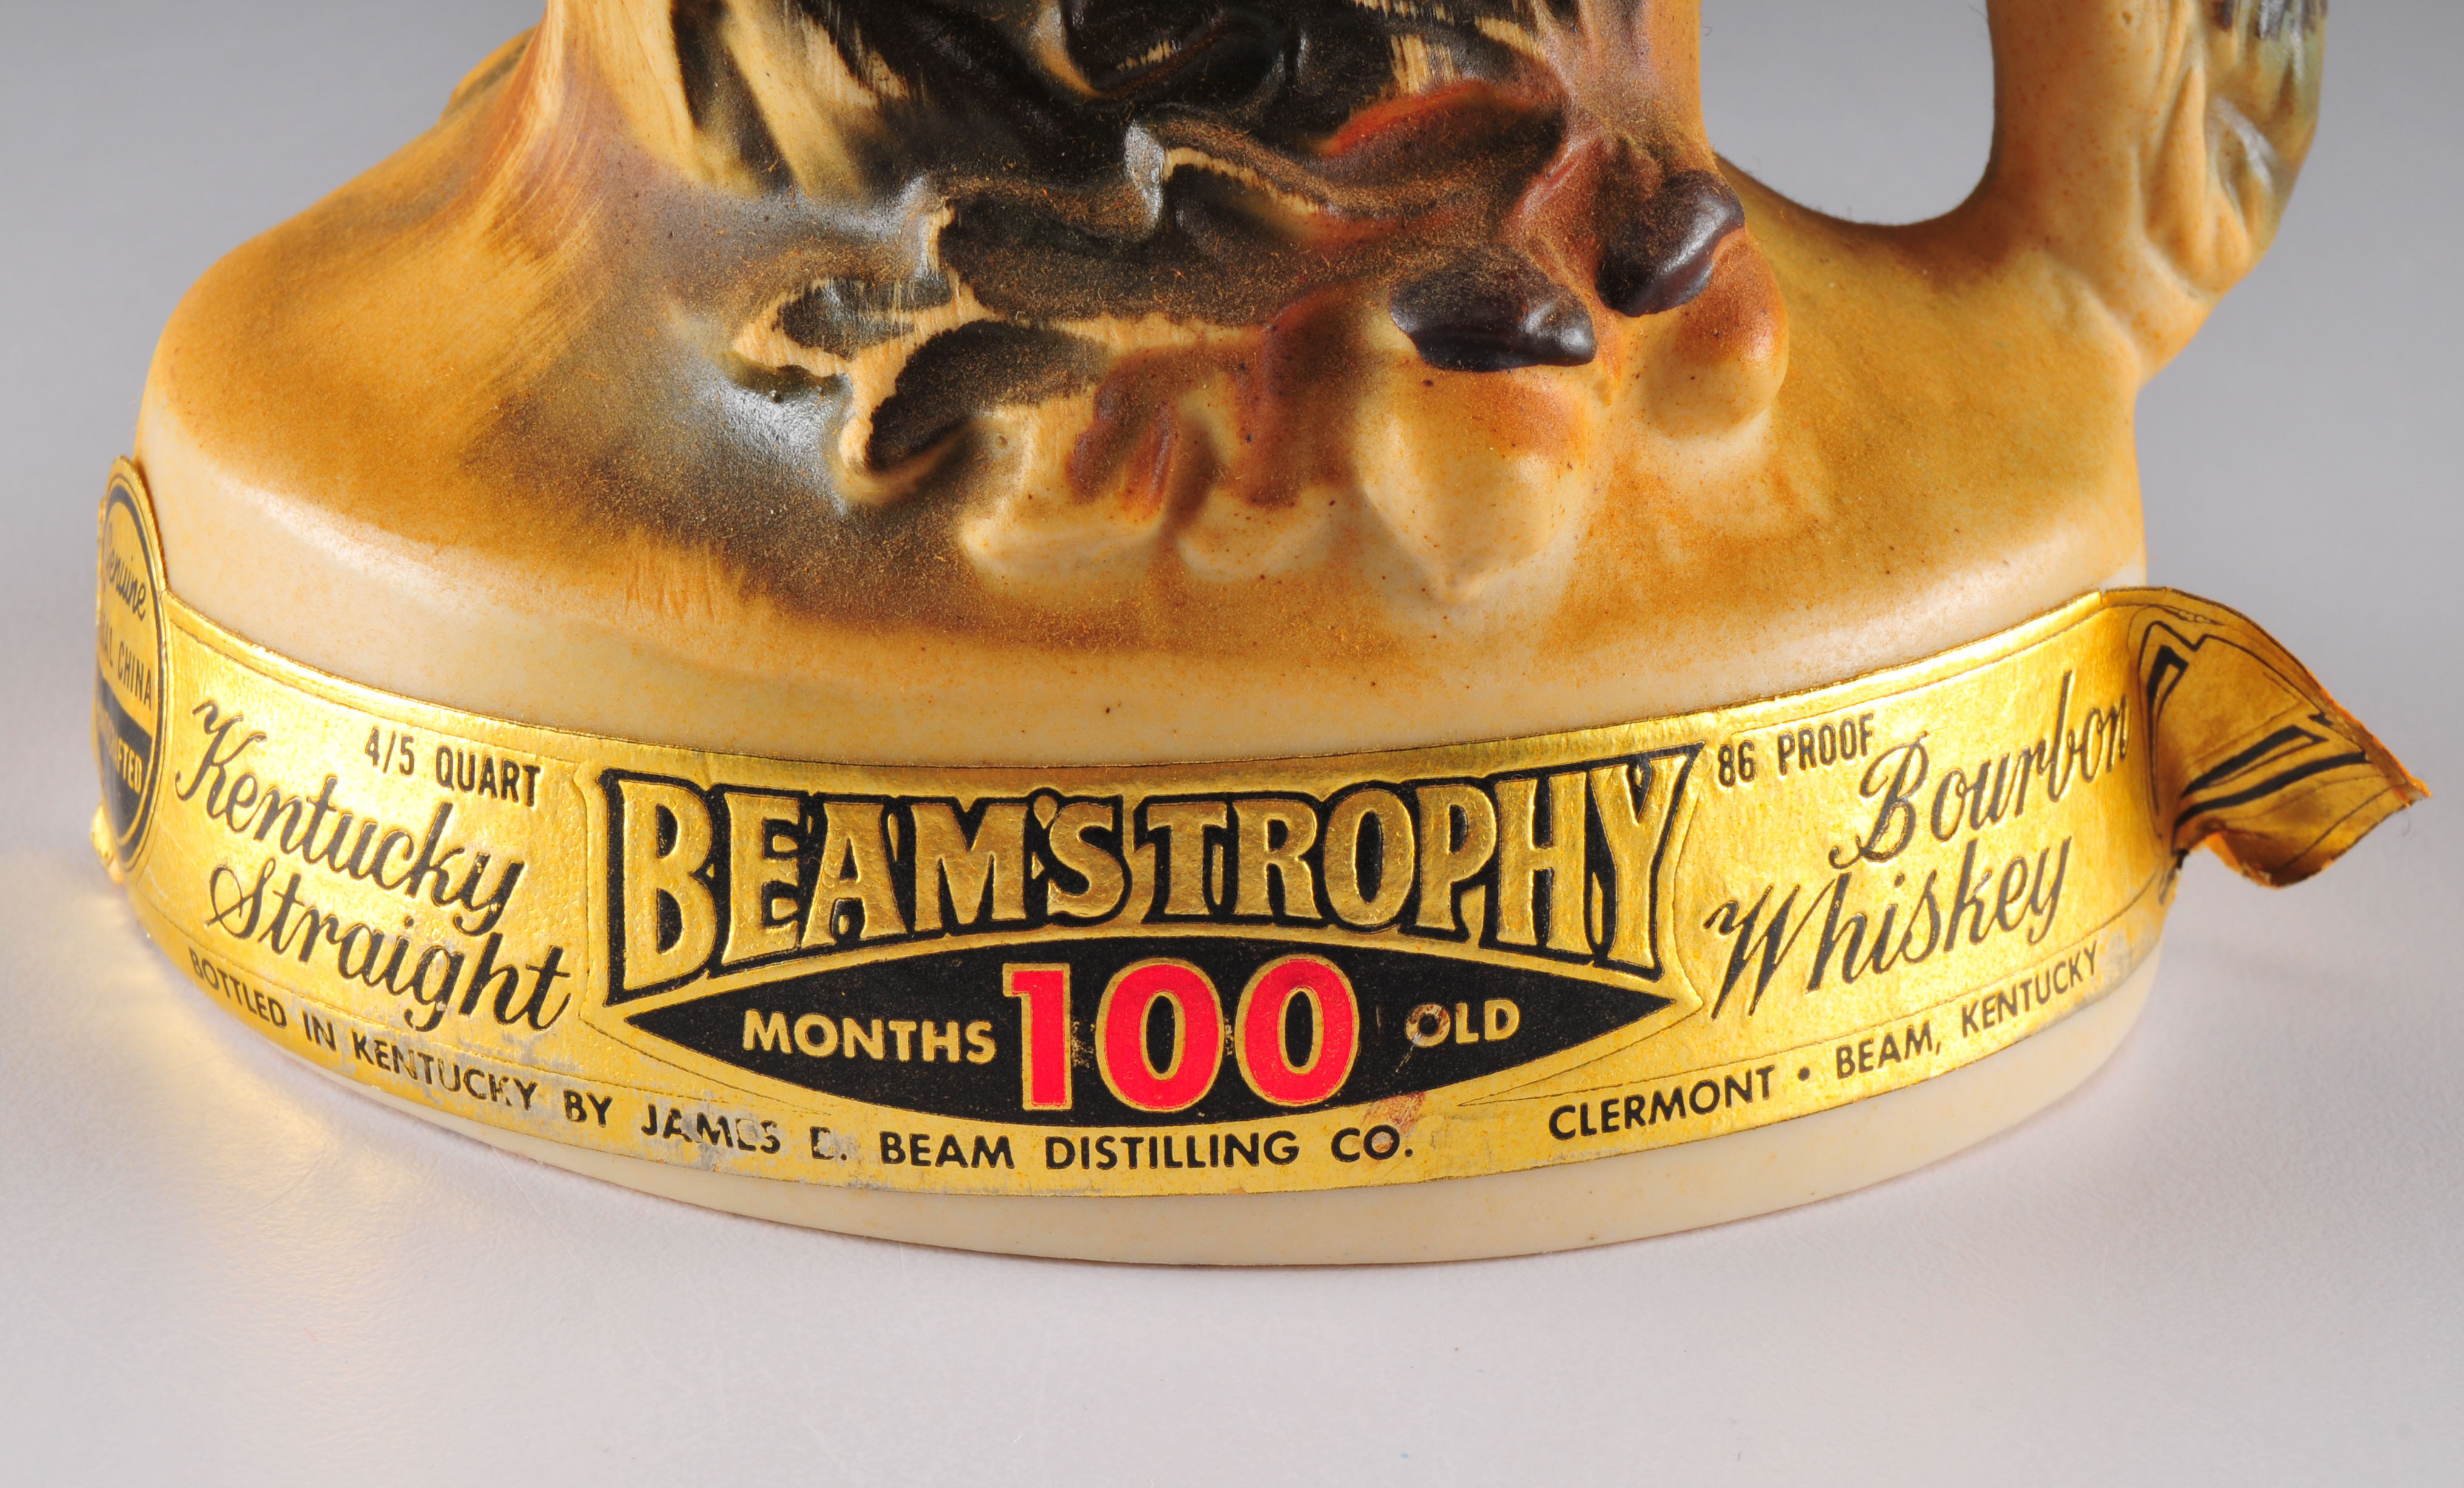 Genuine
CHINA
4/5 QUART
Kentucky
Straight
BEAM'S TROPHY
MONTHS 100 OLD
86 PROOF
Bourbon
Whiskey
BOTTLED IN KENTUCKY BY JAMES B. BEAM DISTILLING CO. CLERMONT • BEAM, KENTUCKY